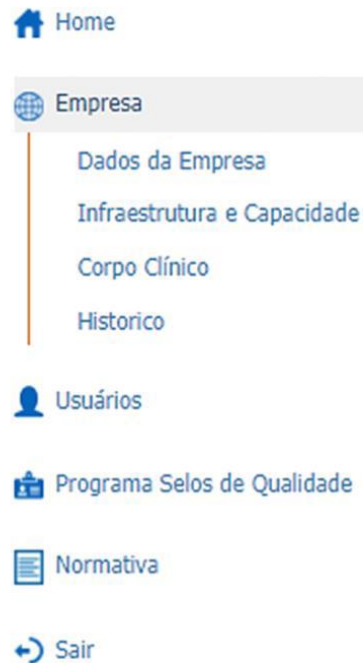 Home
Empresa
Dados da Empresa
Infraestrutura e Capacidade
Corpo Clínico
Historico
Usuários
Programa Selos de Qualidade
Normativa
Sair